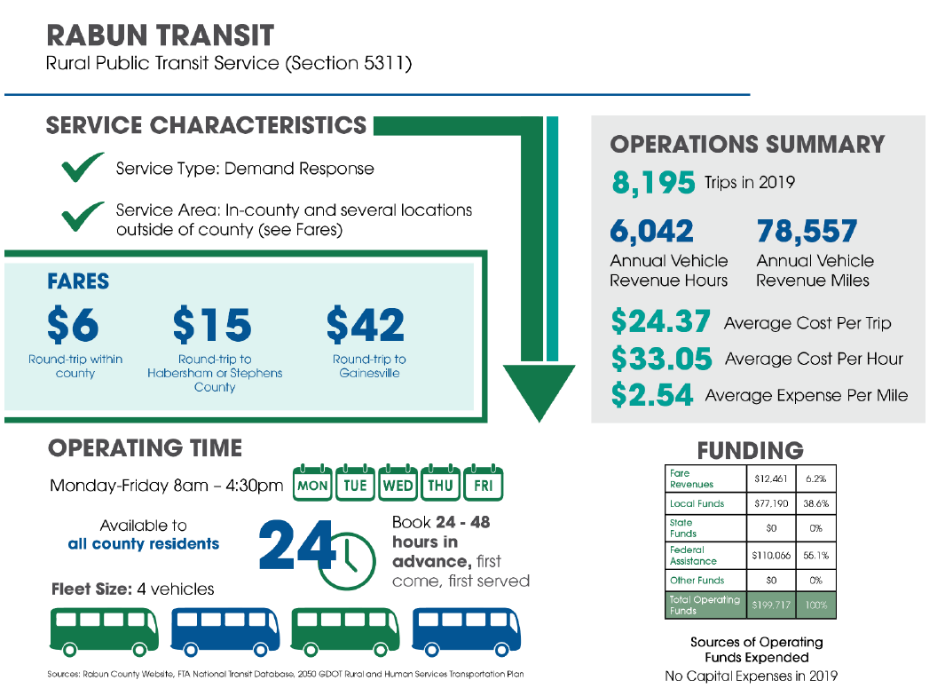 RABUN TRANSIT
Rural Public Transit Service (Section 5311)
SERVICE CHARACTERISTICS
Service Type: Demand Response
Service Area: In-county and several locations
outside of county (see Fares)
FARES
$6
Round-trip within
county
$15
Round-trip to
Habersham or Stephens
County
$42
Round-trip to
Gainesville
OPERATING TIME
Monday-Friday 8am – 4:30pm
MON TUE WED THU FRI
Available to
all county residents
24
Book 24 - 48
hours in
advance, first
come, first served
Fleet Size: 4 vehicles
Sources: Rabun County Website, FTA National Transit Database, 2050 GDOT Rural and Human Services Transportation Plan
OPERATIONS SUMMARY
8,195 Trips in 2019
6,042
Annual Vehicle
Revenue Hours
78,557
Annual Vehicle
Revenue Miles
$24.37 Average Cost Per Trip
$33.05 Average Cost Per Hour
$2.54 Average Expense Per Mile
FUNDING
Fare
Revenues $12,461 6.2%
Local Funds $77,190 38.6%
State
Funds $0 0%
Federal
Assistance $110,066 55.1%
Other Funds $0 0%
Total Operating
Funds $199,717 100%
Sources of Operating
Funds Expended
No Capital Expenses in 2019